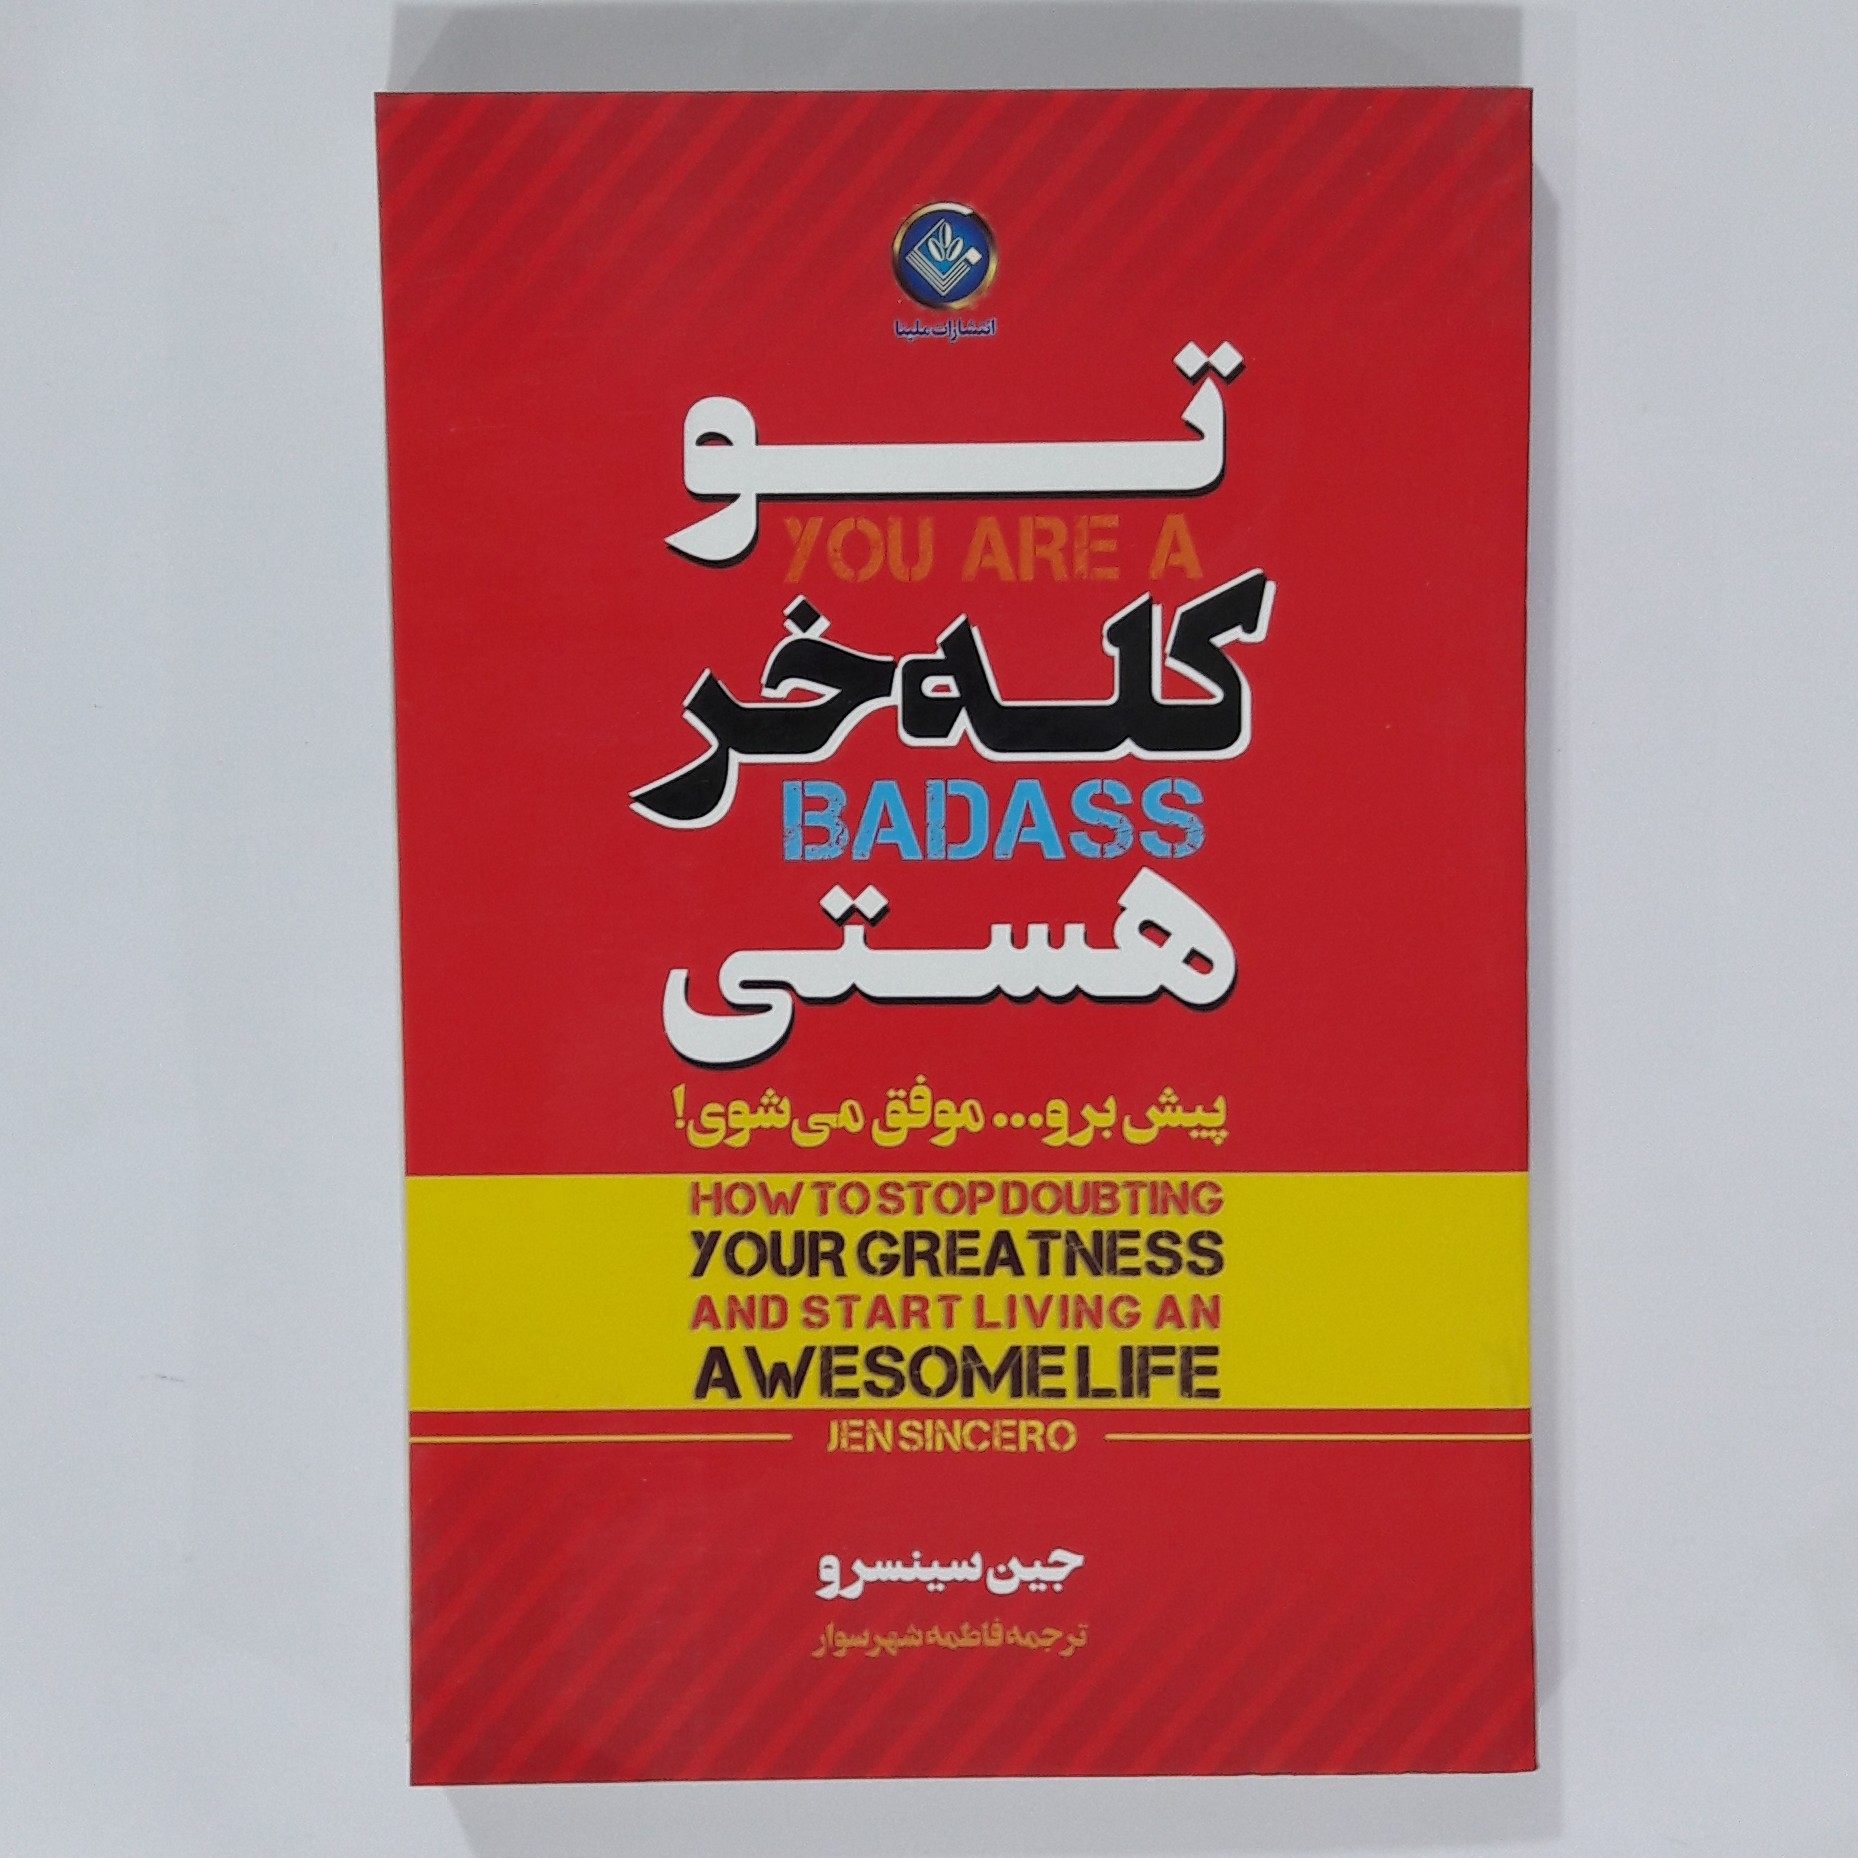 انتشارات ملینا
تو
YOU ARE A
کله‌خر
BADASS
هستی
پیش برو... موفق می‌شوی!
HOW TO STOP DOUBTING
YOUR GREATNESS
AND START LIVING AN
AWESOME LIFE
JEN SINCERO
جین سینسرو
ترجمه فاطمه شهرسوار